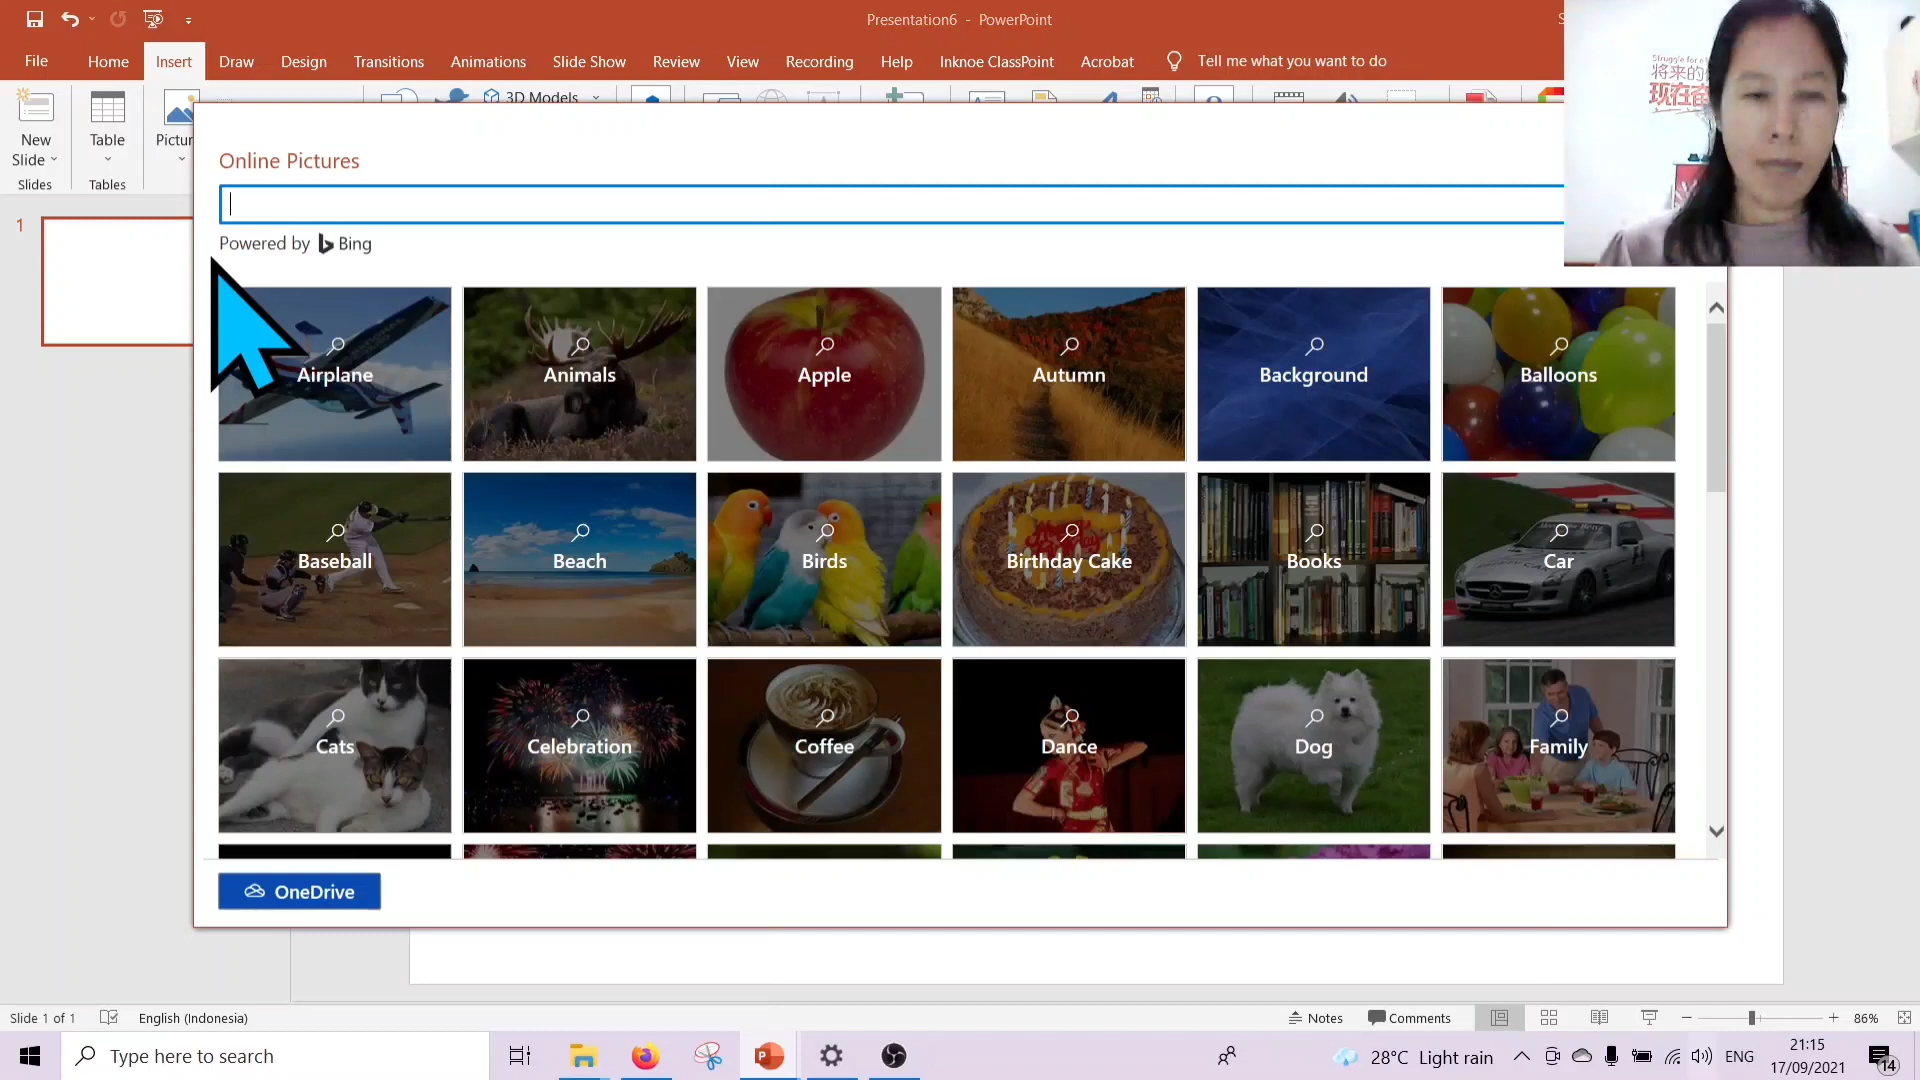 Presentation6 - PowerPoint
File Home Insert Draw Design Transitions Animations Slide Show Review View Recording Help Inknoe ClassPoint Acrobat Tell me what you want to do
3D Models
New
Slide
Table
Slides
Tables
Online Pictures
Powered by Bing
1
Airplane
Animals
Apple
Autumn
Background
Balloons
Baseball
Beach
Birds
Birthday Cake
Books
Car
Cats
Celebration
Coffee
Dance
Dog
Family
OneDrive
Slide 1 of 1 English (Indonesia) Notes Comments 86%
Type here to search
28°C Light rain
ENG
21:15
17/09/2021
14